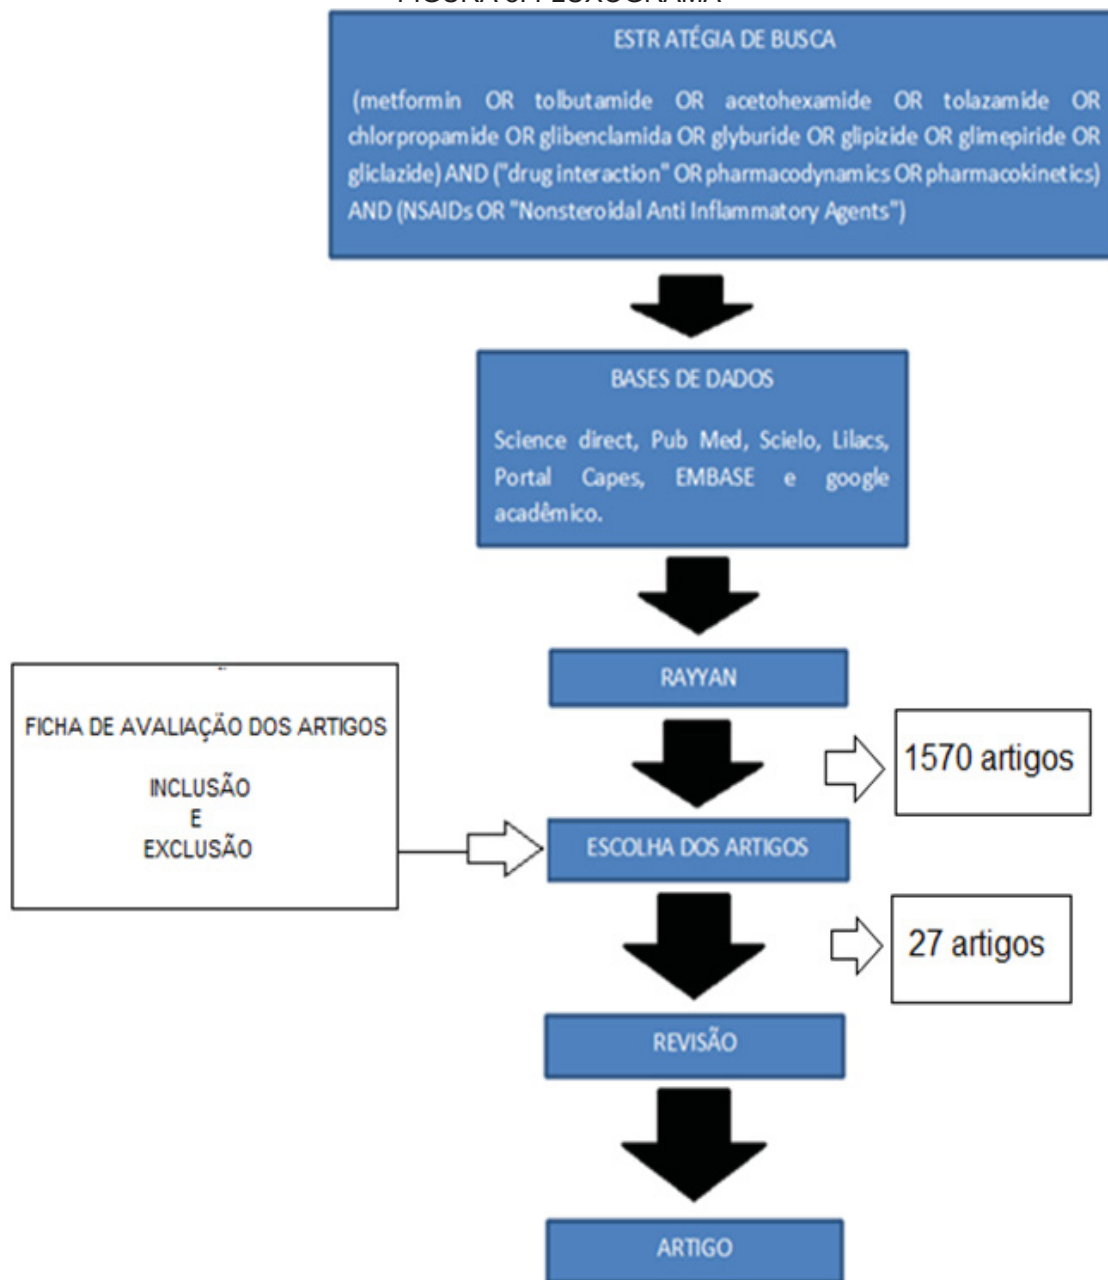 ESTRATÉGIA DE BUSCA
(metformin OR tolbutamide OR acetohexamide OR tolazamide OR
chlorpropamide OR glibenclamida OR glyburide OR glipizide OR glimepiride OR
gliclazide) AND ("drug interaction" OR pharmacodynamics OR pharmacokinetics)
AND (NSAIDs OR "Nonsteroidal Anti Inflammatory Agents")
BASES DE DADOS
Science direct, Pub Med, Scielo, Lilacs,
Portal Capes, EMBASE e google
acadêmico.
RAYYAN
1570 artigos
FICHA DE AVALIAÇÃO DOS ARTIGOS
INCLUSÃO
E
EXCLUSÃO
ESCOLHA DOS ARTIGOS
27 artigos
REVISÃO
ARTIGO